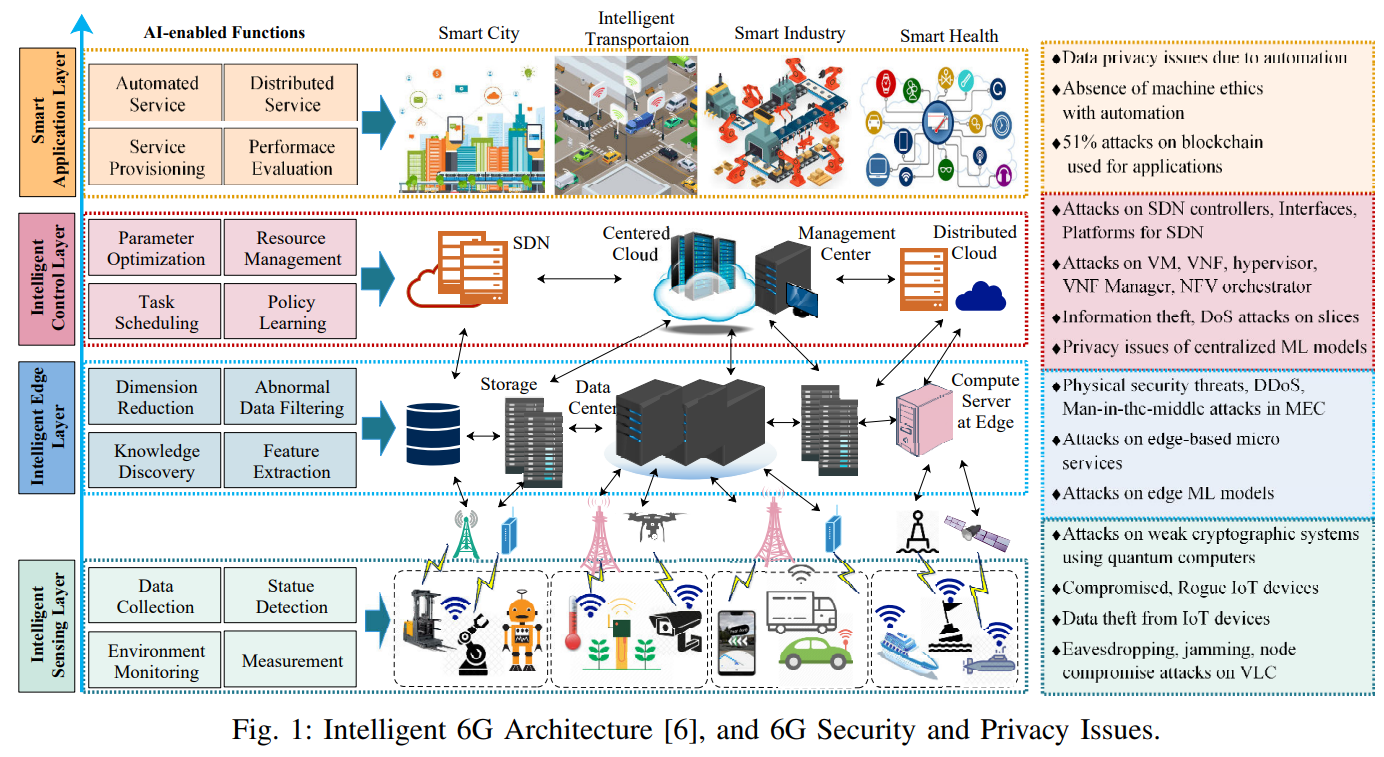 AI-enabled Functions
Smart City
Intelligent
Transportaion
Smart Industry
Smart Health
Smart
Application Layer
Automated
Service
Distributed
Service
Service
Provisioning
Performace
Evaluation
●Data privacy issues due to automation
♦Absence of machine ethics
with automation
♦51% attacks on blockchain
used for applications
Intelligent
Control Layer
Parameter
Optimization
Resource
Management
Task
Scheduling
Policy
Learning
SDN
Centered
Cloud
Management
Center
Distributed
Cloud
♦Attacks on SDN controllers, Interfaces,
Platforms for SDN
♦Attacks on VM, VNF, hypervisor,
VNF Manager, NFV orchestrator
♦Information theft, DoS attacks on slices
♦Privacy issues of centralized ML models
Intelligent Edge
Layer
Dimension
Reduction
Abnormal
Data Filtering
Knowledge
Discovery
Feature
Extraction
Storage
Data
Center
Compute
Server
at Edge
♦Physical security threats, DDoS,
Man-in-the-middle attacks in MEC
♦Attacks on edge-based micro
services
♦Attacks on edge ML models
Intelligent
Sensing Layer
Data
Collection
Statue
Detection
Environment
Monitoring
Measurement
♦Attacks on weak cryptographic systems
using quantum computers
♦Compromised, Rogue IoT devices
♦Data theft from IoT devices
♦Eavesdropping, jamming, node
compromise attacks on VLC
Fig. 1: Intelligent 6G Architecture [6], and 6G Security and Privacy Issues.